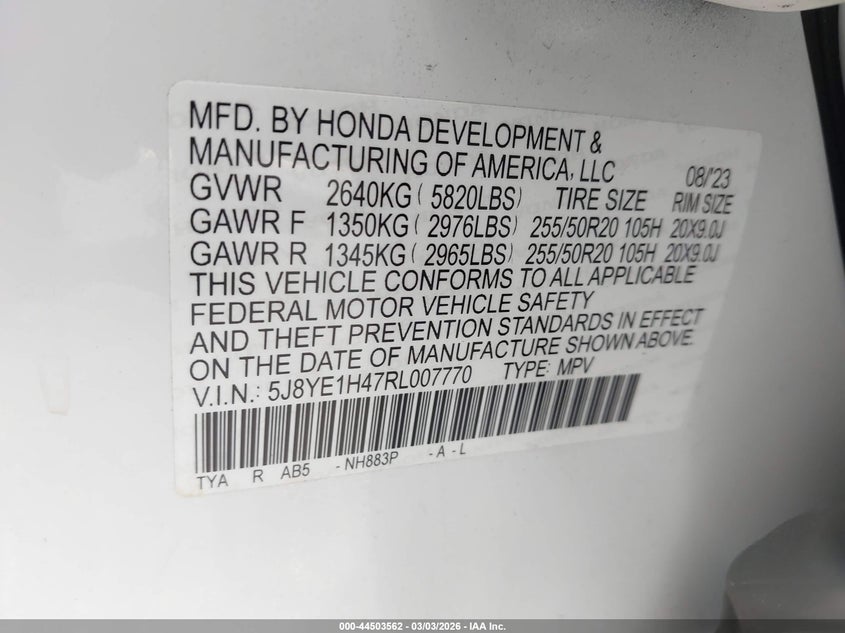 MFD. BY HONDA DEVELOPMENT &
MANUFACTURING OF AMERICA, LLC 08/'23
GVWR 2640KG ( 5820LBS) TIRE SIZE RIM SIZE
GAWR F 1350KG ( 2976LBS) 255/50R20 105H 20X9.0J
GAWR R 1345KG ( 2965LBS) 255/50R20 105H 20X9.0J
THIS VEHICLE CONFORMS TO ALL APPLICABLE
FEDERAL MOTOR VEHICLE SAFETY
AND THEFT PREVENTION STANDARDS IN EFFECT
ON THE DATE OF MANUFACTURE SHOWN ABOVE.
V.I.N.: 5J8YE1H47RL007770 TYPE: MPV
TYA R AB5 - NH883P - A - L
000-44503562 — 03/03/2026 — IAA Inc.